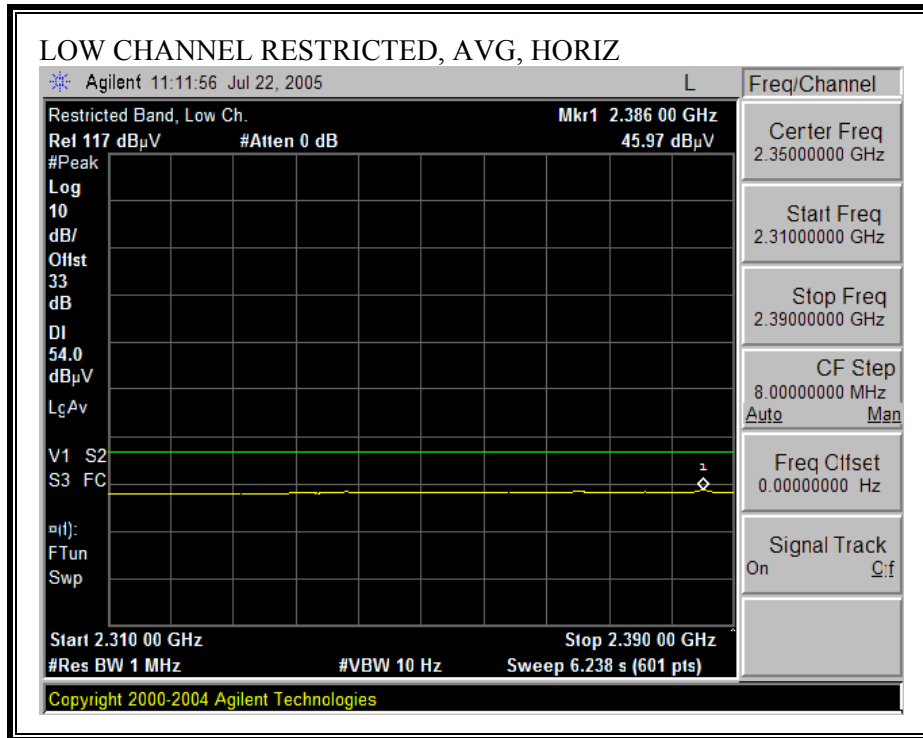 LOW CHANNEL RESTRICTED, AVG, HORIZ
Agilent 11:11:56 Jul 22, 2005 L
Freq/Channel
Restricted Band, Low Ch. Mkr1 2.386 00 GHz
Ref 117 dBµV #Atten 0 dB 45.97 dBµV
#Peak
Log
10
dB/
Offst
33
dB
DI
54.0
dBµV
LgAv
V1 S2
S3 FC
¤(f):
FTun
Swp
1
Start 2.310 00 GHz Stop 2.390 00 GHz
#Res BW 1 MHz #VBW 10 Hz Sweep 6.238 s (601 pts)
Center Freq
2.35000000 GHz
Start Freq
2.31000000 GHz
Stop Freq
2.39000000 GHz
CF Step
8.00000000 MHz
Auto Man
Freq Offset
0.00000000 Hz
Signal Track
On Off
Copyright 2000-2004 Agilent Technologies